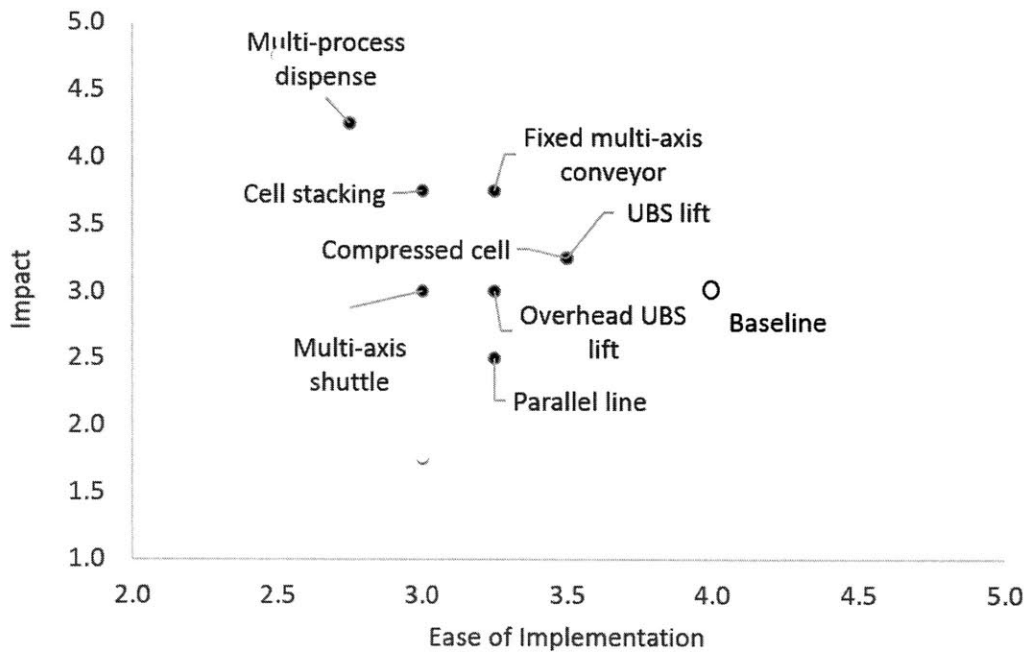 5.0
Multi-process
dispense
4.5
4.0
Fixed multi-axis
conveyor
Cell stacking
3.5
UBS lift
Compressed cell
Impact
3.0
Overhead UBS
lift
Baseline
Multi-axis
shuttle
2.5
Parallel line
2.0
1.5
1.0
2.0 2.5 3.0 3.5 4.0 4.5 5.0
Ease of Implementation